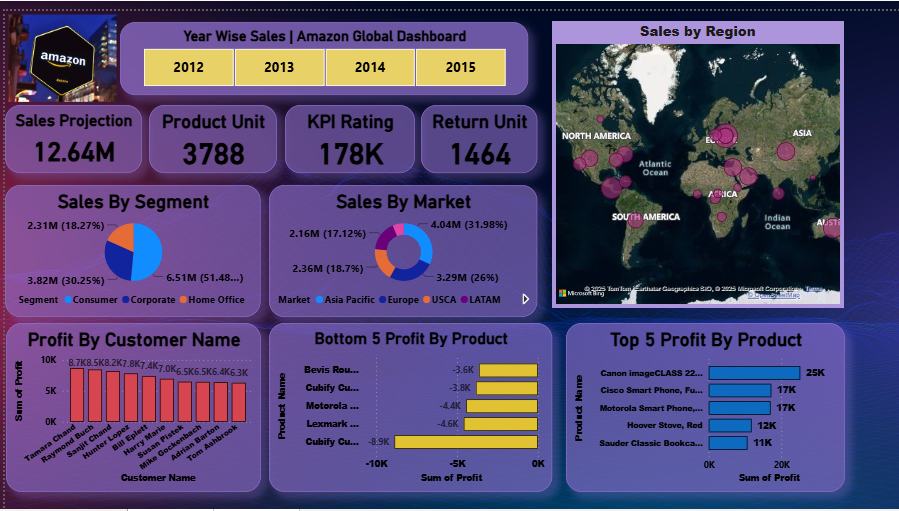 amazon
Year Wise Sales | Amazon Global Dashboard
2012 2013 2014 2015
Sales Projection
12.64M
Product Unit
3788
KPI Rating
178K
Return Unit
1464
Sales by Region
NORTH AMERICA
ASIA
Atlantic
Ocean
AFRICA
SOUTH AMERICA
Indian
Ocean
Microsoft Bing
© 2025 TomTom, Earthstar Geographics SIO, © 2025 Microsoft Corporation, Terms
© OpenStreetMap
Sales By Segment
2.31M (18.27%)
3.82M (30.25%)
6.51M (51.48...)
Segment Consumer Corporate Home Office
Sales By Market
4.04M (31.98%)
2.16M (17.12%)
2.36M (18.7%)
3.29M (26%)
Market Asia Pacific Europe USCA LATAM
Profit By Customer Name
Sum of Profit
10K
5K
0K
8.7K 8.5K 8.2K 7.8K 7.4K 7.0K 6.5K 6.5K 6.4K 6.3K
Tamara Chand
Raymond Buch
Sanjit Chand
Hunter Lopez
Bill Eplett
Harry Marie
Susan Pistek
Mike Gockenbach
Adrian Barton
Tom Ashbrook
Customer Name
Bottom 5 Profit By Product
Product Name
Bevis Rou... -3.6K
Cubify Cu... -3.8K
Motorola ... -4.4K
Lexmark ... -4.6K
Cubify Cu... -8.9K
-10K -5K 0K
Sum of Profit
Top 5 Profit By Product
Product Name
Canon imageCLASS 22... 25K
Cisco Smart Phone, Fu... 17K
Motorola Smart Phone,... 17K
Hoover Stove, Red 12K
Sauder Classic Bookca... 11K
0K 20K
Sum of Profit